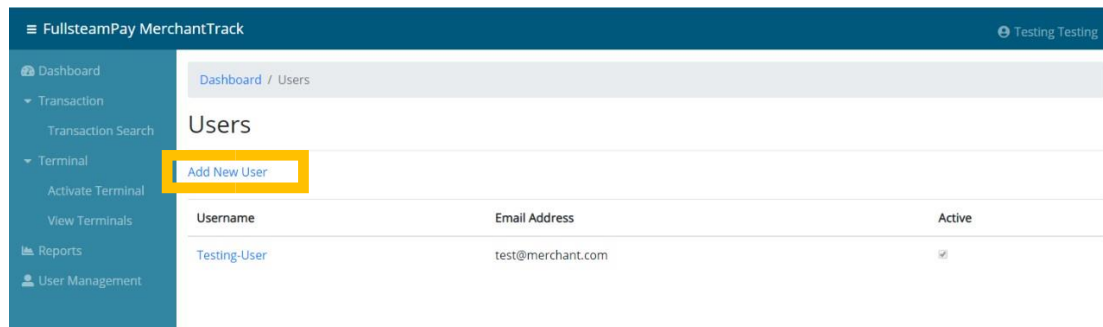 FullsteamPay MerchantTrack
Testing Testing
Dashboard
Transaction
Transaction Search
Terminal
Activate Terminal
View Terminals
Reports
User Management
Dashboard / Users
Users
Add New User
Username Email Address Active
Testing-User test@merchant.com